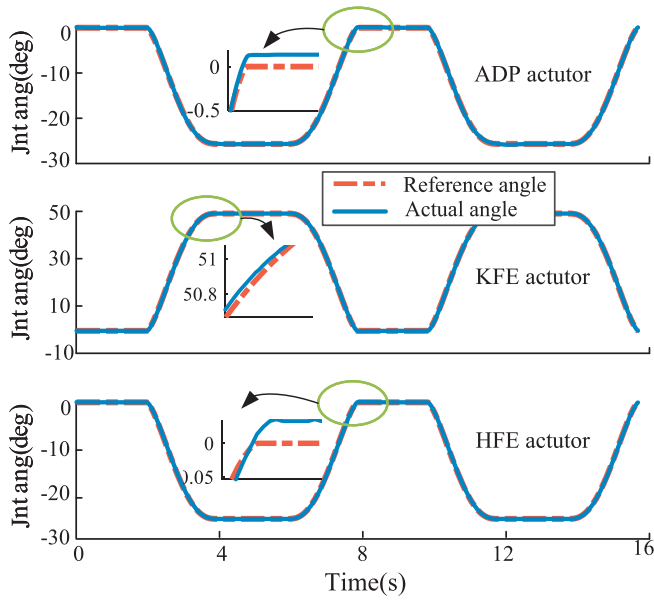 Jnt ang(deg)
0
-10
-20
-30
0
-0.5
ADP actutor
Reference angle
Actual angle
Jnt ang(deg)
50
30
10
-10
51
50.8
KFE actutor
Jnt ang(deg)
0
-10
-20
-30
0
0.05
HFE actutor
0 4 8 12 16
Time(s)